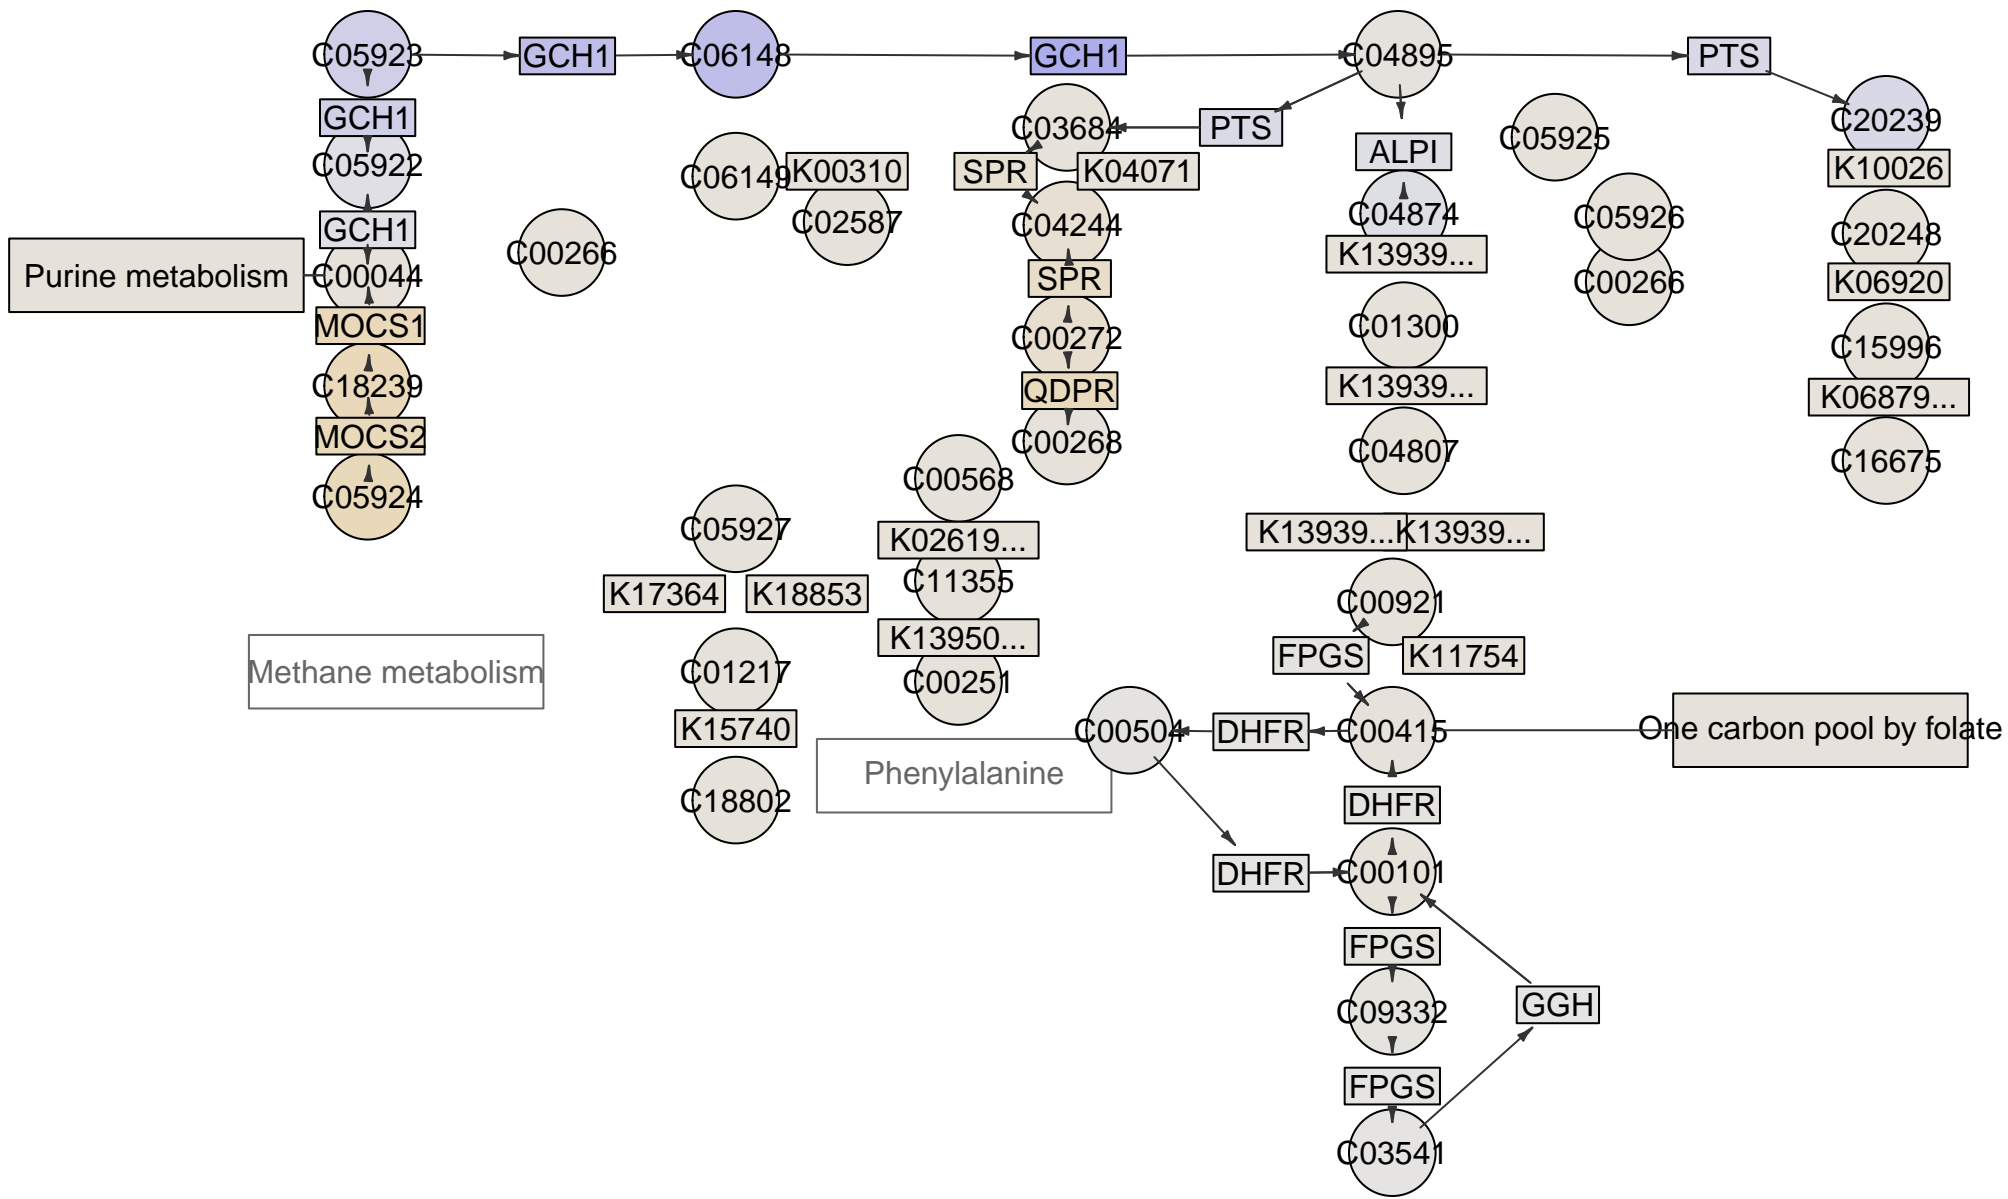 C05923
GCH1
C06148
GCH1
C04895
PTS
GCH1
C03684
PTS
C05925
C20239
C05922
C06149
K00310
SPR
K04071
ALPI
K10026
GCH1
C00266
C02587
C04244
C04874
C05926
C20248
Purine metabolism
C00044
SPR
K13939...
C00266
K06920
MOCS1
C00272
C01300
C15996
C18239
QDPR
K13939...
K06879...
MOCS2
C00268
C04807
C16675
C05924
C00568
C05927
K02619...
K13939...
K13939...
K17364
K18853
C11355
C00921
Methane metabolism
C01217
K13950...
FPGS
K11754
C00251
K15740
C00504
DHFR
C00415
One carbon pool by folate
Phenylalanine
C18802
DHFR
DHFR
C00101
FPGS
C09332
GGH
FPGS
C03541